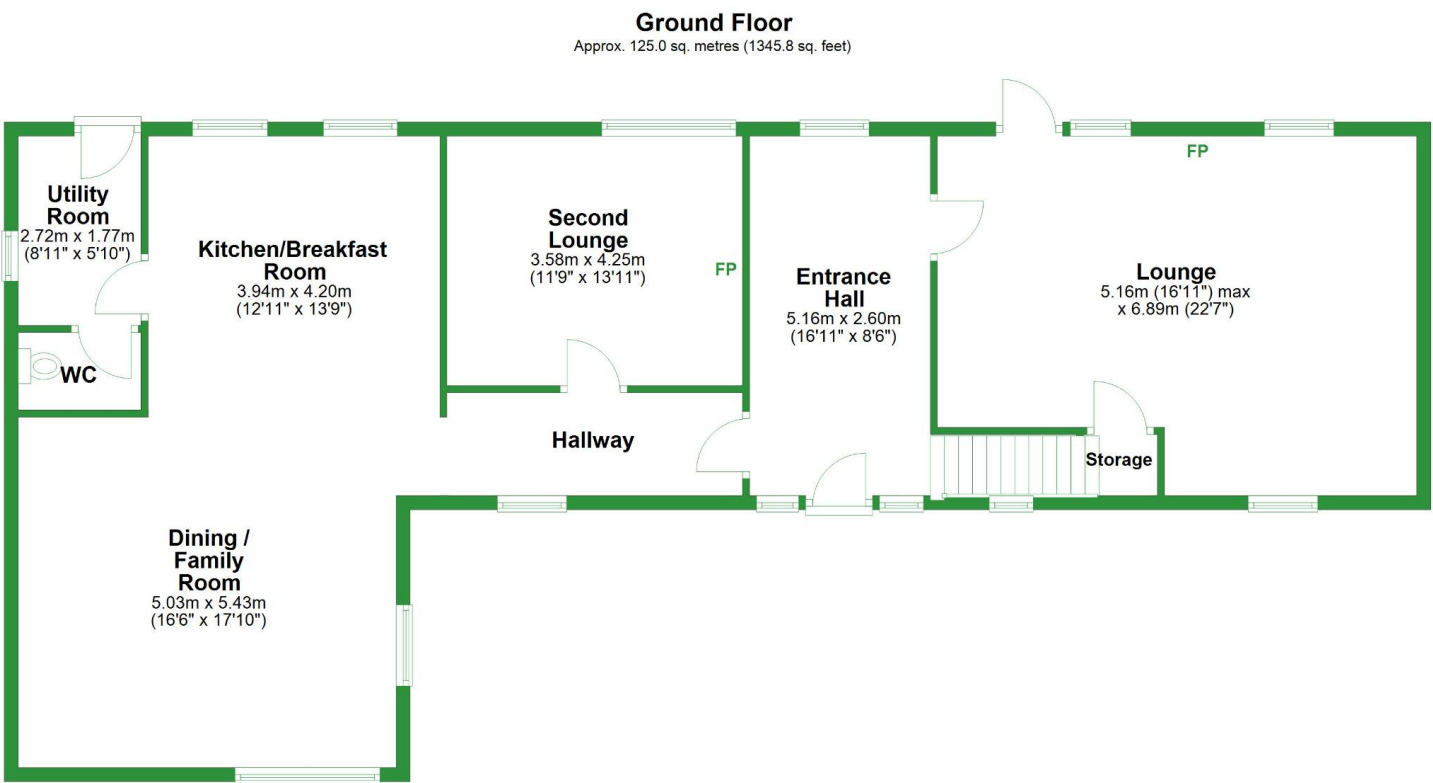 Ground Floor
Approx. 125.0 sq. metres (1345.8 sq. feet)
Utility
Room
2.72m x 1.77m
(8'11" x 5'10")
Kitchen/Breakfast
Room
3.94m x 4.20m
(12'11" x 13'9")
Second
Lounge
3.58m x 4.25m
(11'9" x 13'11")
FP
Entrance
Hall
5.16m x 2.60m
(16'11" x 8'6")
FP
Lounge
5.16m (16'11") max
x 6.89m (22'7")
WC
Hallway
Storage
Dining /
Family
Room
5.03m x 5.43m
(16'6" x 17'10")